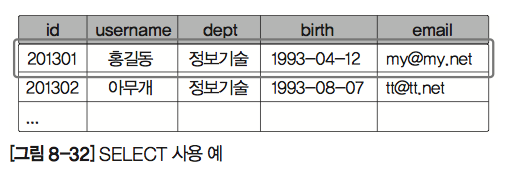 id username dept birth email
201301 홍길동 정보기술 1993-04-12 my@my.net
201302 아무개 정보기술 1993-08-07 tt@tt.net
...
[그림 8-32] SELECT 사용 예